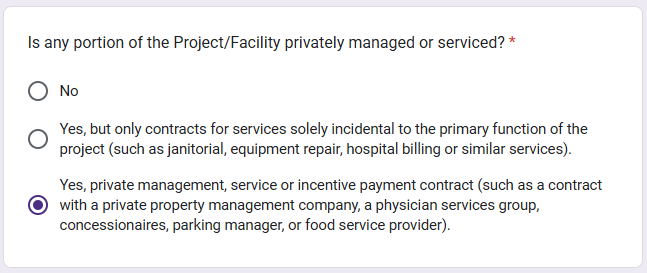 Is any portion of the Project/Facility privately managed or serviced? *
No
Yes, but only contracts for services solely incidental to the primary function of the
project (such as janitorial, equipment repair, hospital billing or similar services).
Yes, private management, service or incentive payment contract (such as a contract
with a private property management company, a physician services group,
concessionaires, parking manager, or food service provider).